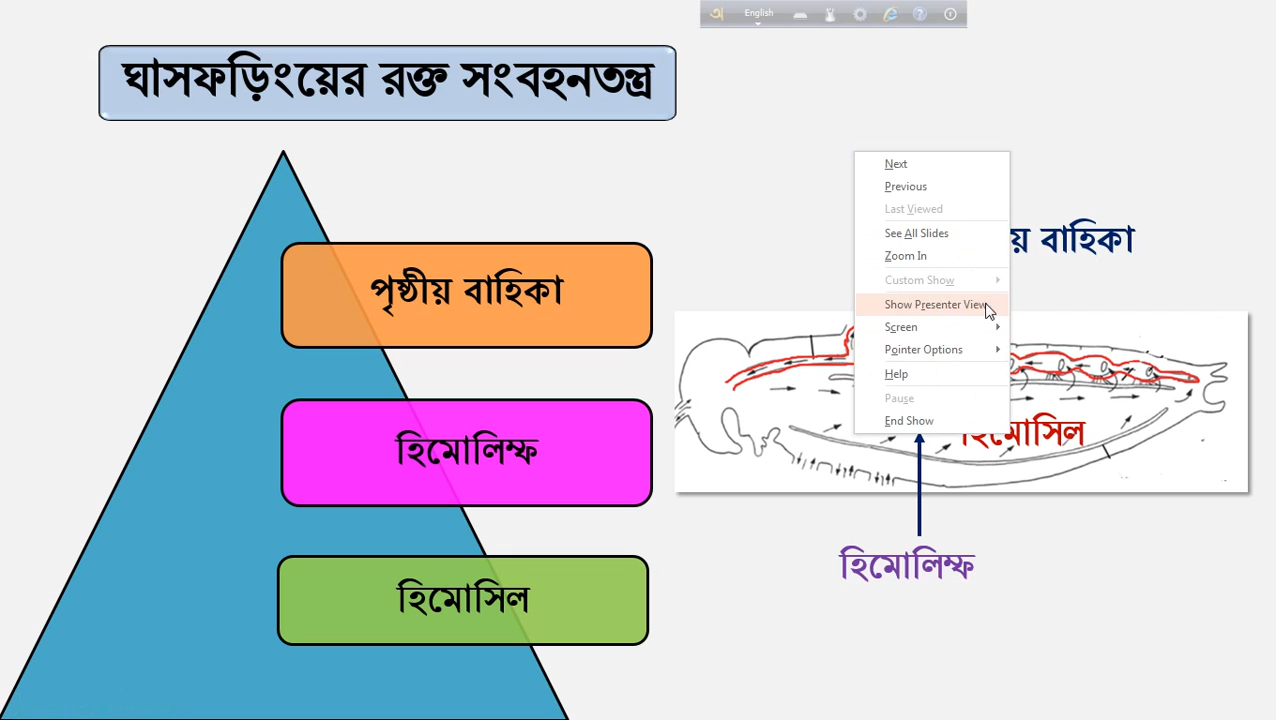 অ English
ঘাসফড়িংয়ের রক্ত সংবহনতন্ত্র
পৃষ্ঠীয় বাহিকা
হিমোলিম্ফ
হিমোসিল
Next
Previous
Last Viewed
See All Slides
Zoom In
Custom Show
Show Presenter View
Screen
Pointer Options
Help
Pause
End Show
বাহিকা
হিমোসিল
হিমোলিম্ফ